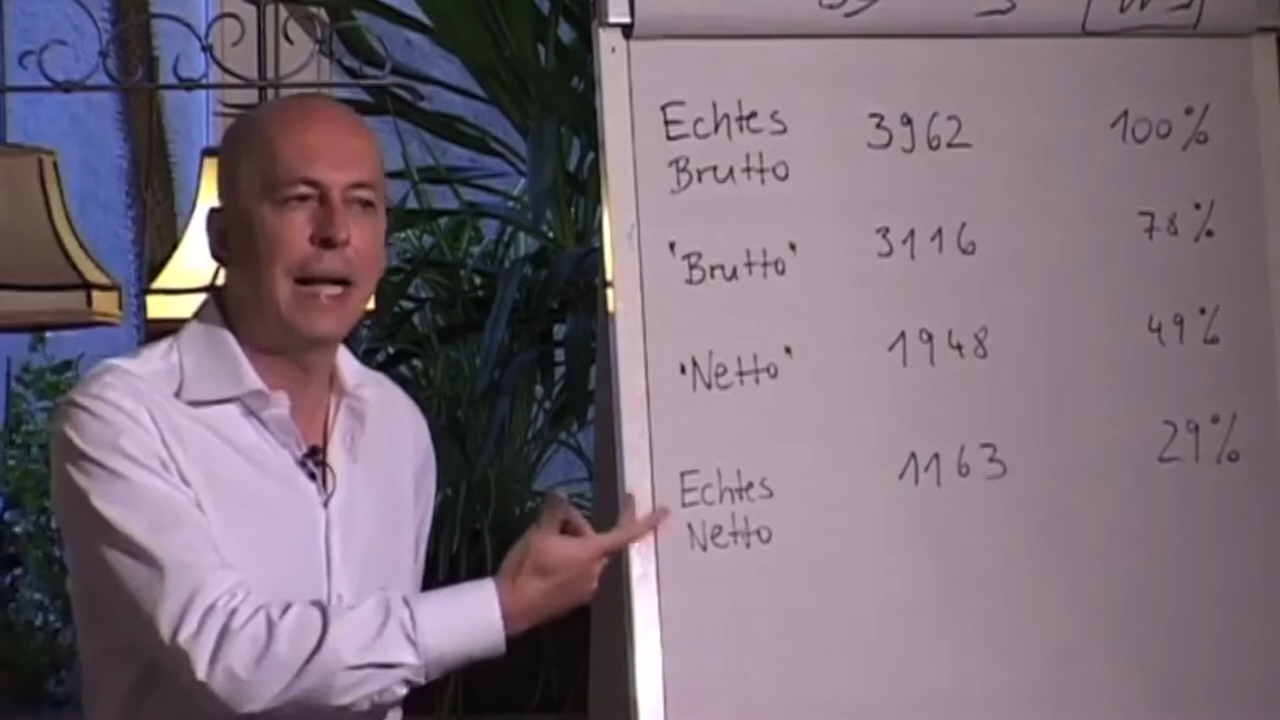 Echtes 3962 100%
Brutto
"Brutto" 3116 78%
"Netto" 1948 49%
Echtes 1163 29%
Netto